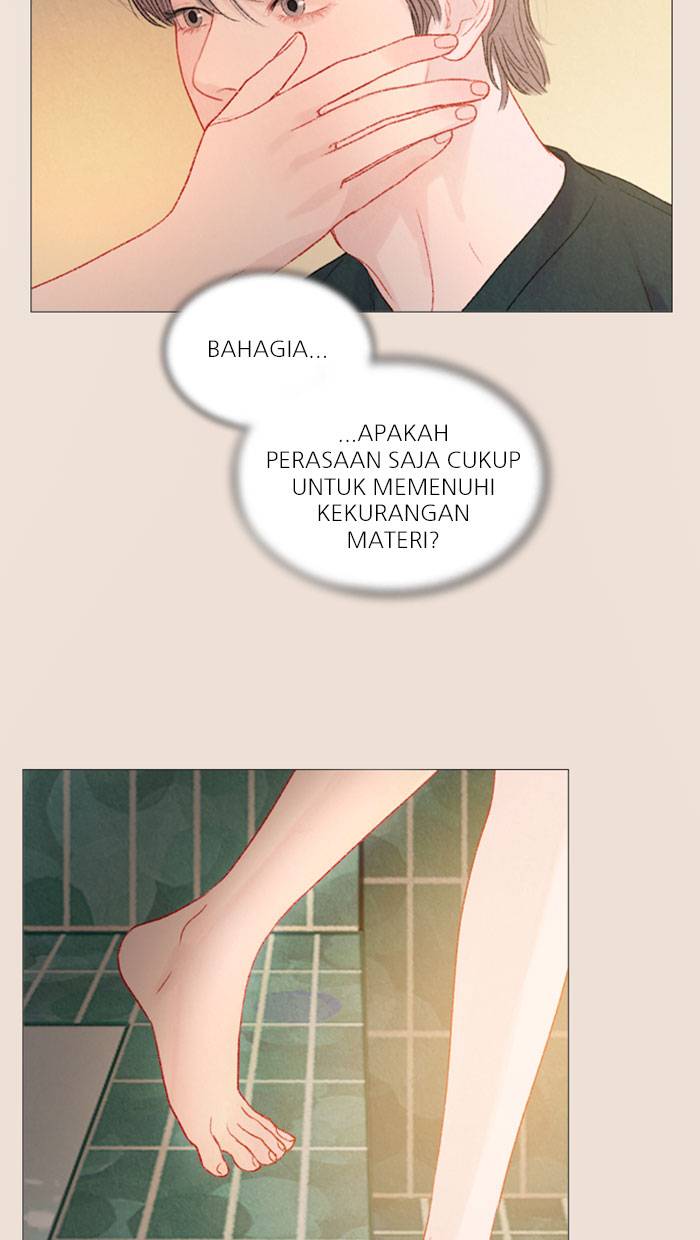 BAHAGIA...
...APAKAH
PERASAAN SAJA CUKUP
UNTUK MEMENUHI
KEKURANGAN
MATERI?